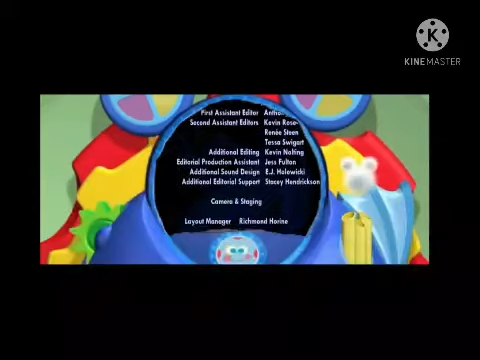 K
KINEMASTER
First Assistant Editor
Second Assistant Editors Kevin Rose-
Renée Steen
Tessa Swigart
Additional Editing Kevin Nolting
Editorial Production Assistant Jess Fulton
Additional Sound Design E.J. Holowicki
Additional Editorial Support Stacey Hendrickson
Camera & Staging
Layout Manager Richmond Horine